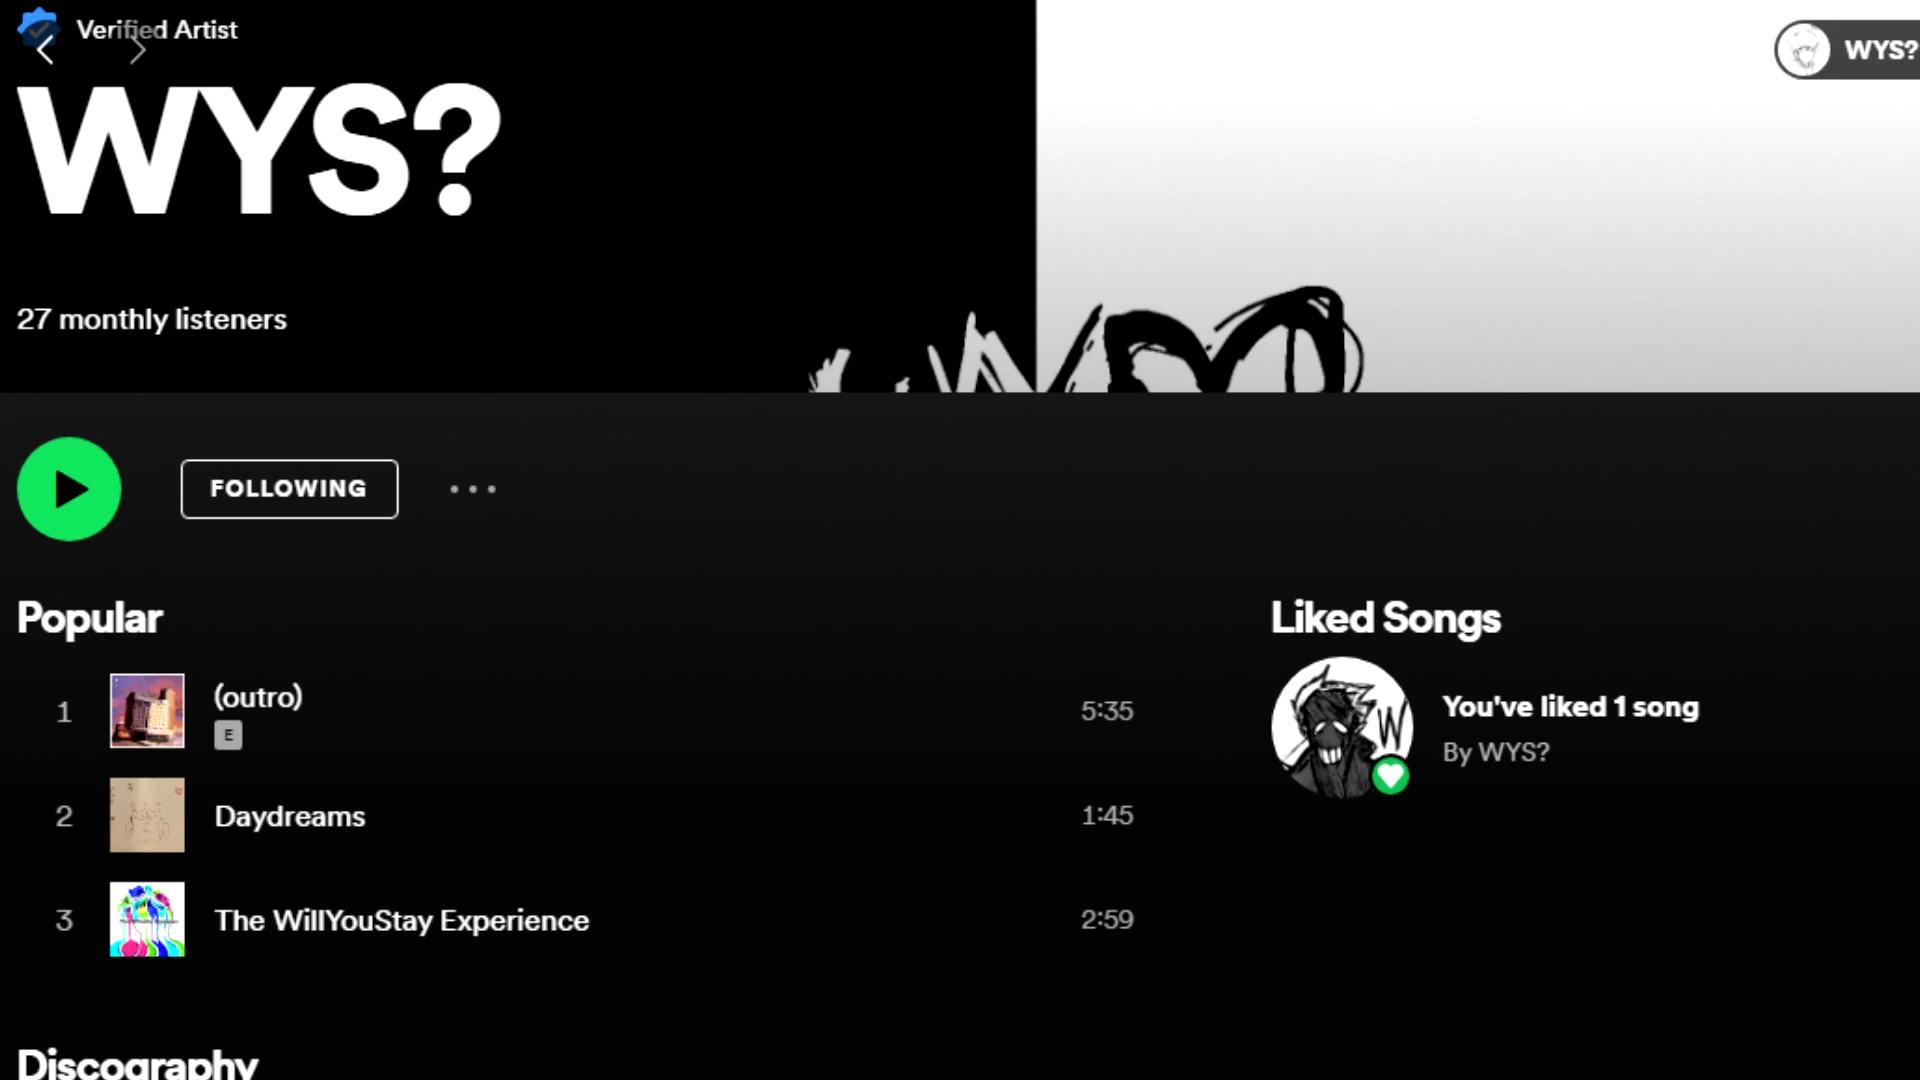 Verified Artist
WYS?
WYS?
27 monthly listeners
FOLLOWING
Popular
Liked Songs
1
(outro)
E
5:35
You've liked 1 song
By WYS?
W
2
Daydreams
1:45
3
The WillYouStay Experience
2:59
Discography